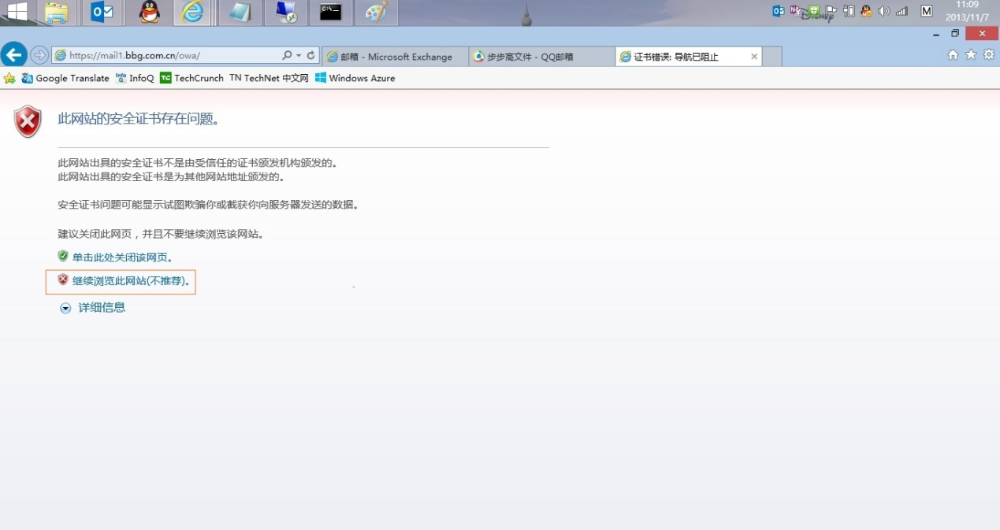 11:09
2013/11/7
M
Disney
https://mail1.bbg.com.cn/owa/
邮箱 - Microsoft Exchange
步步高文件 - QQ邮箱
证书错误: 导航已阻止
Google Translate
InfoQ
TechCrunch
TN TechNet 中文网
Windows Azure
此网站的安全证书存在问题。
此网站出具的安全证书不是由受信任的证书颁发机构颁发的。
此网站出具的安全证书是为其他网站地址颁发的。
安全证书问题可能显示试图欺骗你或截获你向服务器发送的数据。
建议关闭此网页，并且不要继续浏览该网站。
单击此处关闭该网页。
继续浏览此网站(不推荐)。
详细信息